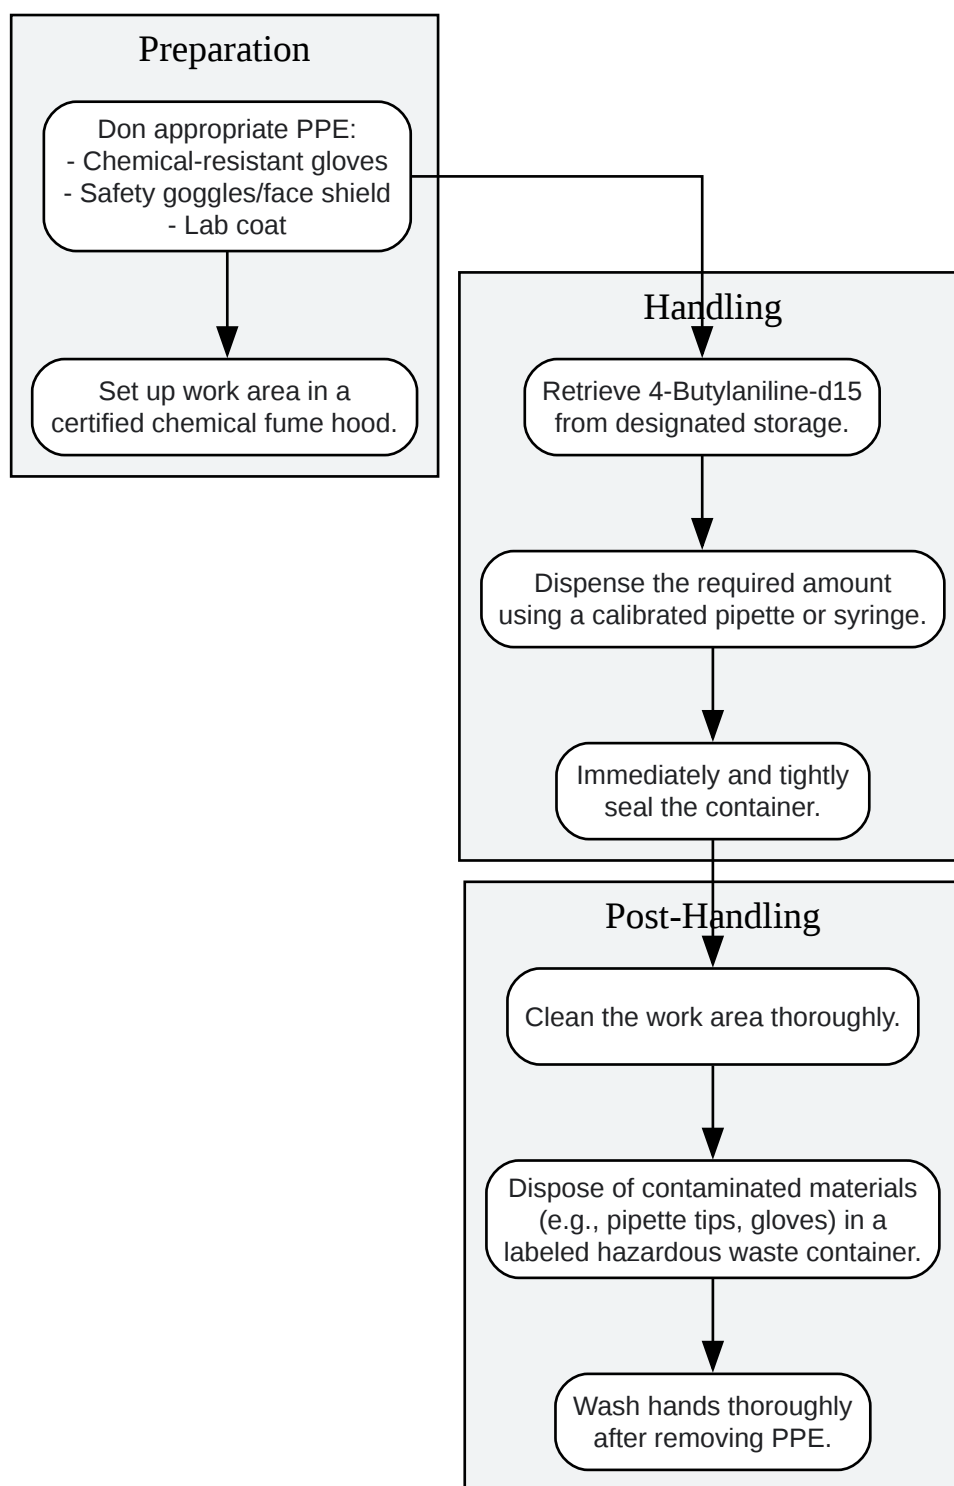 Preparation
Don appropriate PPE:
- Chemical-resistant gloves
- Safety goggles/face shield
- Lab coat
Set up work area in a
certified chemical fume hood.
Handling
Retrieve 4-Butylaniline-d15
from designated storage.
Dispense the required amount
using a calibrated pipette or syringe.
Immediately and tightly
seal the container.
Post-Handling
Clean the work area thoroughly.
Dispose of contaminated materials
(e.g., pipette tips, gloves) in a
labeled hazardous waste container.
Wash hands thoroughly
after removing PPE.